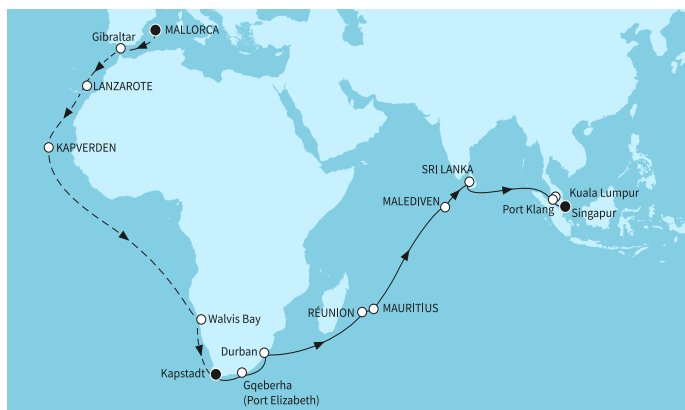 MALLORCA
Gibraltar
LANZAROTE
KAPVERDEN
SRI LANKA
Kuala Lumpur
MALEDIVEN
Port Klang
Singapur
RÉUNION
MAURITIUS
Walvis Bay
Durban
Kapstadt
Gqeberha
(Port Elizabeth)